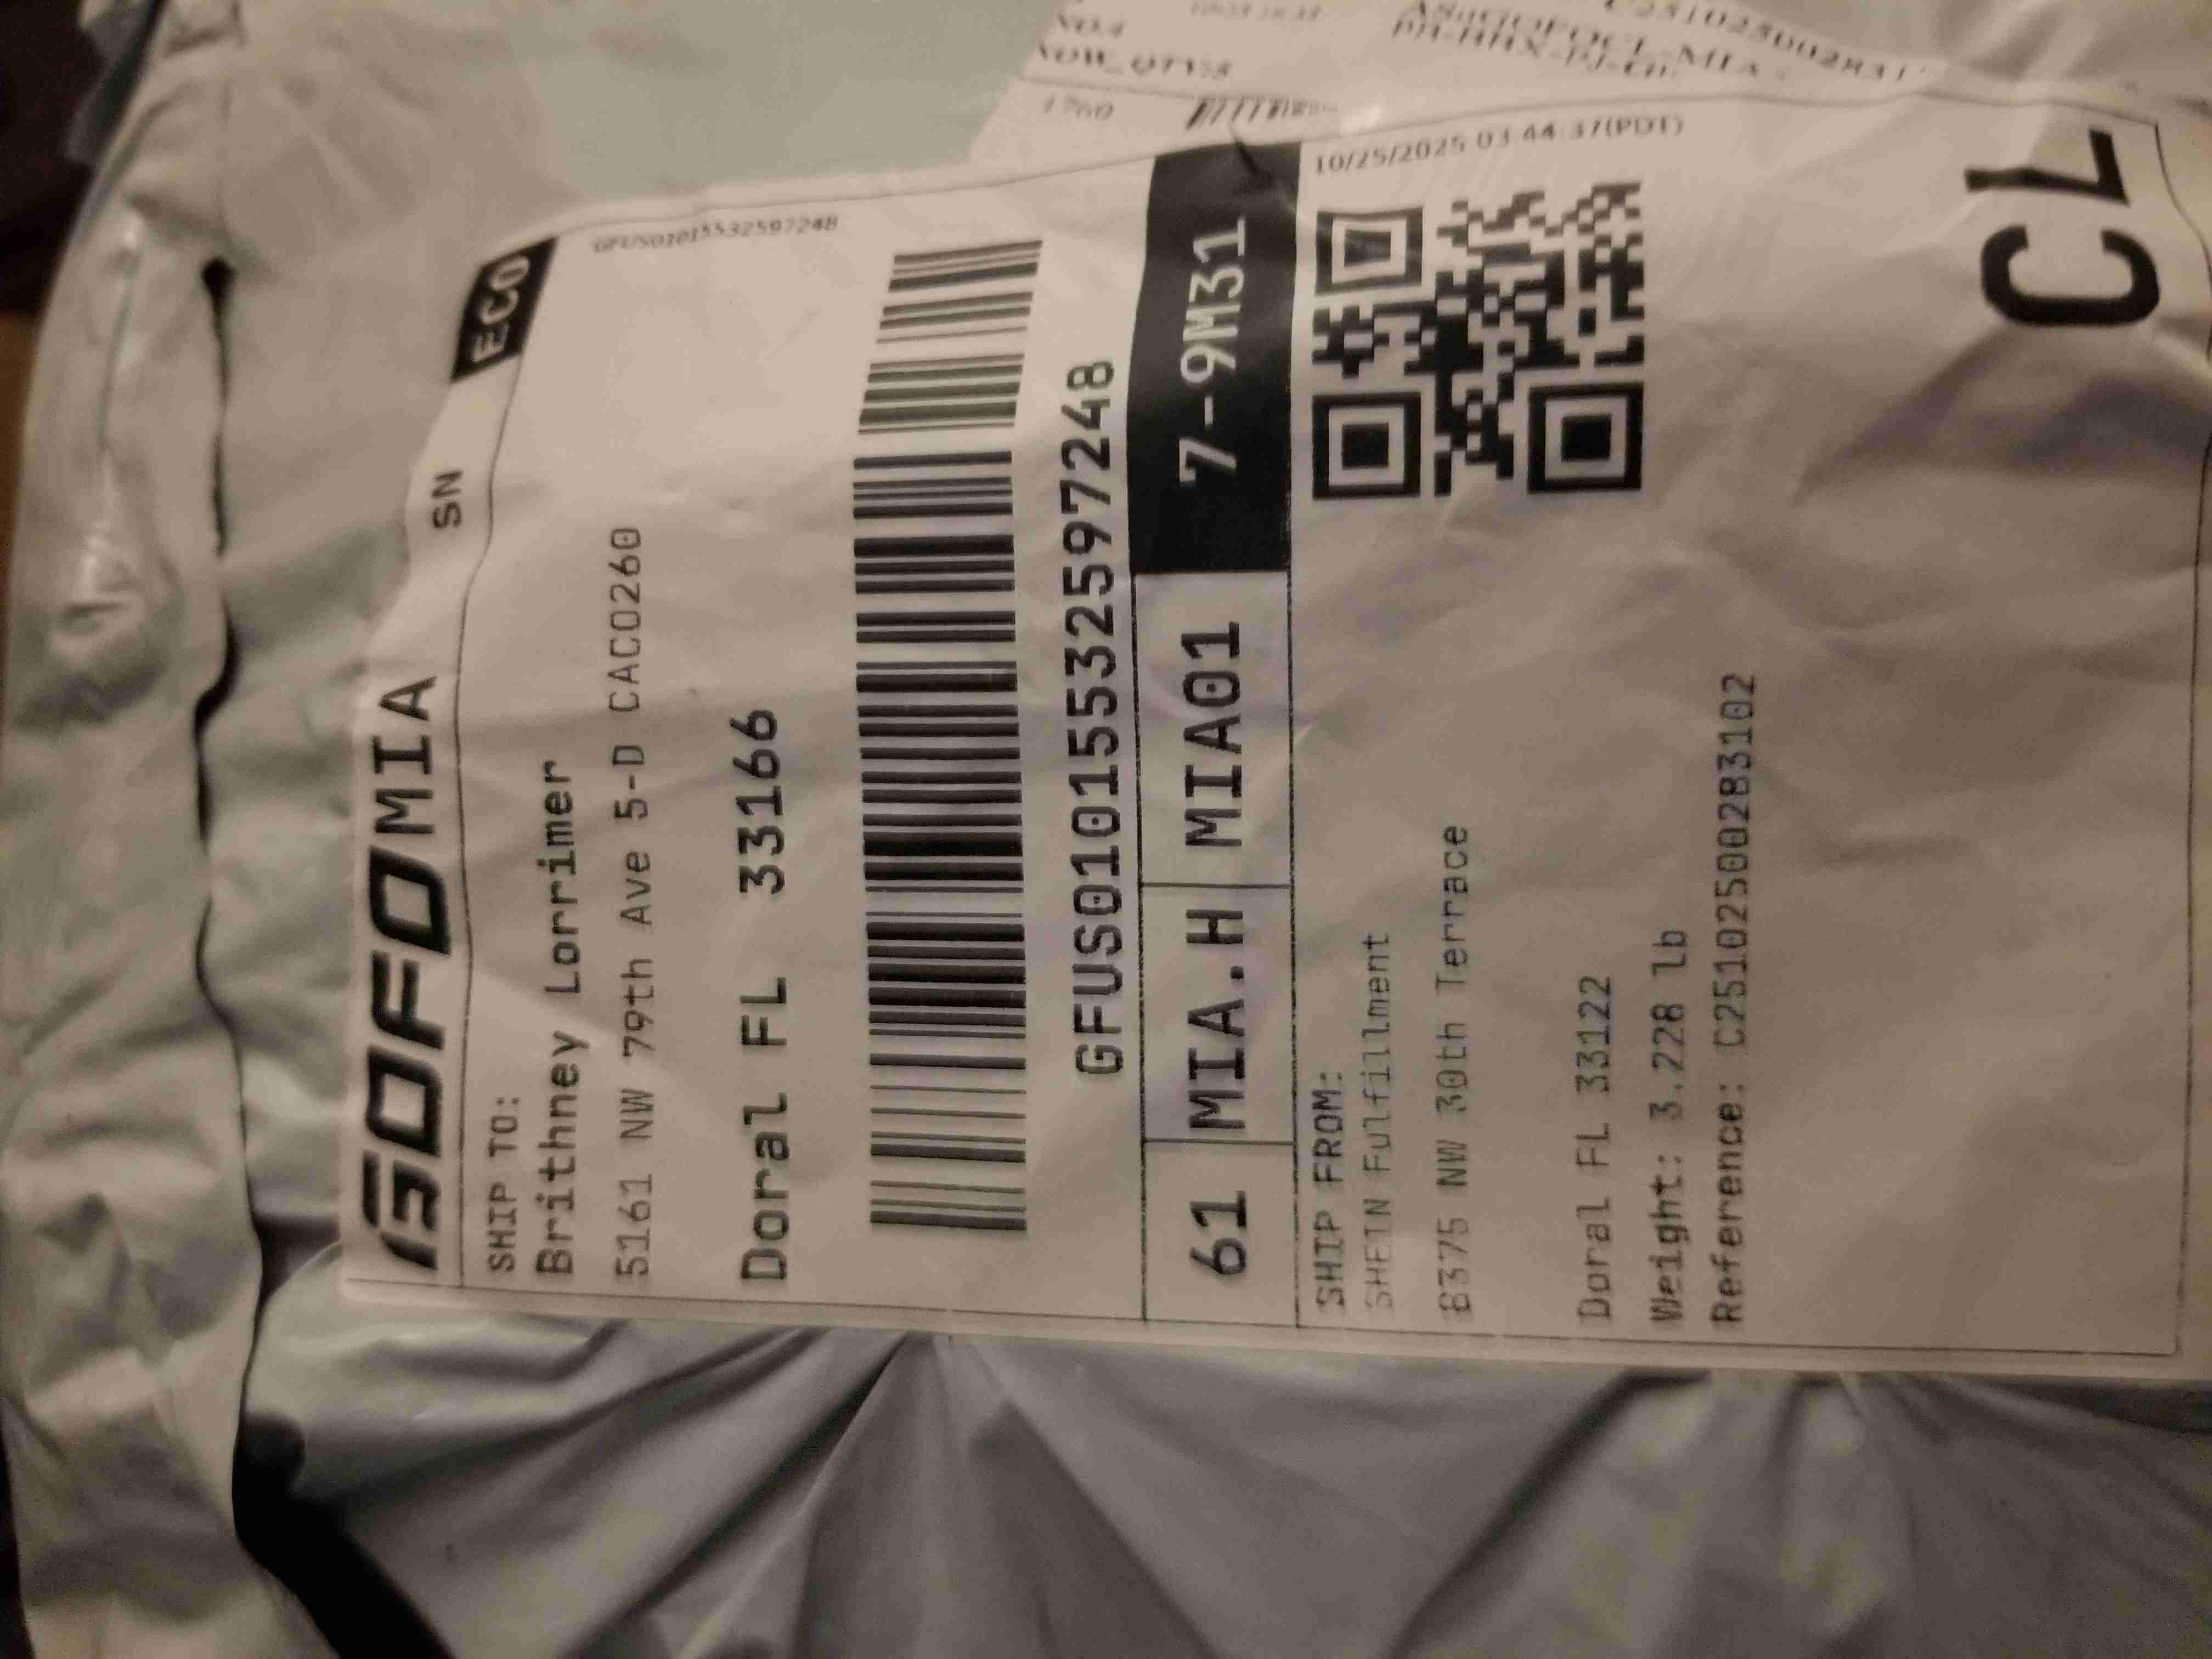 GOFO MIA SN
ECO
SHIP TO:
Brithney Lorrimer
5161 NW 79th Ave 5-D CACO260
GFUS01015532597248
Doral FL 33166
GFUS01015532597248
61 MIA.H MIA01 7-9M31
SHIP FROM:
SHEIN Fulfillment
8375 NW 30th Terrace
Doral FL 33122
Weight: 3.228 lb
Reference: C25102500283102
10/25/2025 03:44:37(PDT)
CL